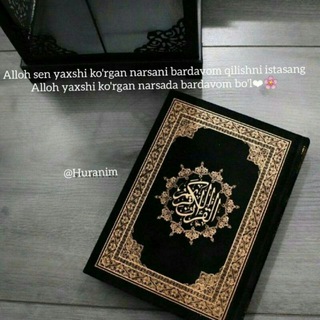 Alloh sen yaxshi ko'rgan narsani bardavom qilishni istasang
Alloh yaxshi ko'rgan narsada bardavom bo'l❤🌸
@Huranim
القرآن الكريم